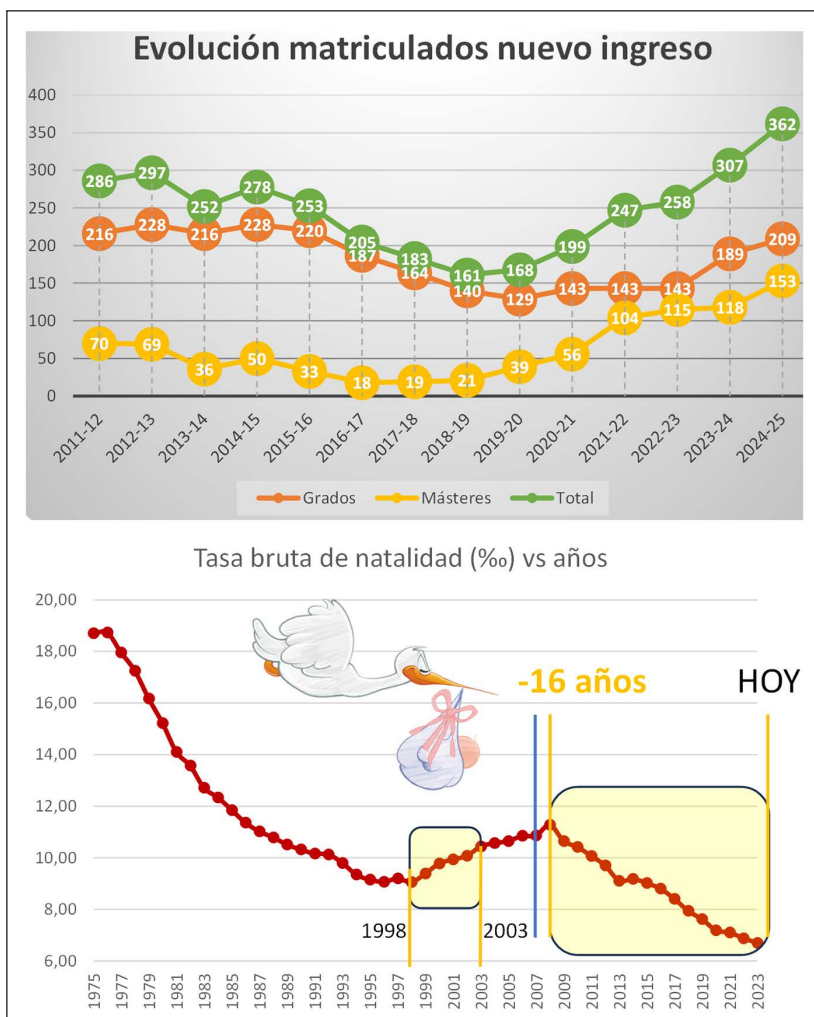 Evolución matriculados nuevo ingreso
400
350
300
250
200
150
100
50
0
286 297 252 278 253 205 183 161 168 199 247 258 307 362
216 228 216 228 220 187 164 140 129 143 143 143 189 209
70 69 36 50 33 18 19 21 39 56 104 115 118 153
2011-12 2012-13 2013-14 2014-15 2015-16 2016-17 2017-18 2018-19 2019-20 2020-21 2021-22 2022-23 2023-24 2024-25
Grados Másteres Total
Tasa bruta de natalidad (‰) vs años
20,00
18,00
16,00
14,00
12,00
10,00
8,00
6,00
-16 años HOY
1998 2003
1975 1977 1979 1981 1983 1985 1987 1989 1991 1993 1995 1997 1999 2001 2003 2005 2007 2009 2011 2013 2015 2017 2019 2021 2023